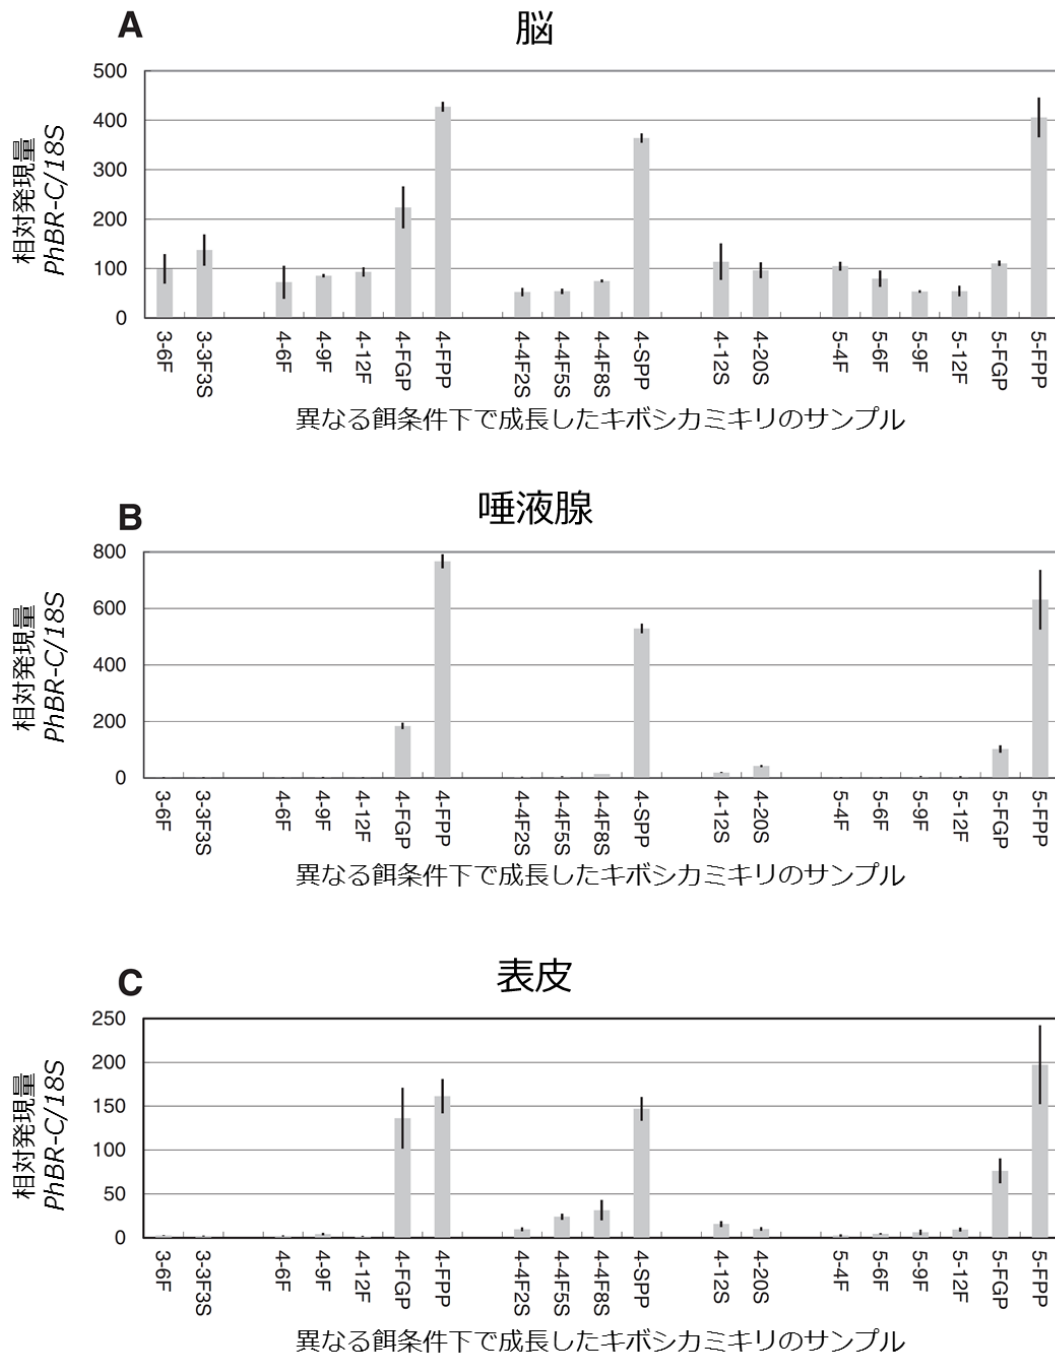 A
脳
相対発現量
PhBR-C/18S
500
400
300
200
100
0
3-6F
3-3F3S
4-6F
4-9F
4-12F
4-FGP
4-FPP
4-4F2S
4-4F5S
4-4F8S
4-SPP
4-12S
4-20S
5-4F
5-6F
5-9F
5-12F
5-FGP
5-FPP
異なる餌条件下で成長したキボシカミキリのサンプル
B
唾液腺
相対発現量
PhBR-C/18S
800
600
400
200
0
3-6F
3-3F3S
4-6F
4-9F
4-12F
4-FGP
4-FPP
4-4F2S
4-4F5S
4-4F8S
4-SPP
4-12S
4-20S
5-4F
5-6F
5-9F
5-12F
5-FGP
5-FPP
異なる餌条件下で成長したキボシカミキリのサンプル
C
表皮
相対発現量
PhBR-C/18S
250
200
150
100
50
0
3-6F
3-3F3S
4-6F
4-9F
4-12F
4-FGP
4-FPP
4-4F2S
4-4F5S
4-4F8S
4-SPP
4-12S
4-20S
5-4F
5-6F
5-9F
5-12F
5-FGP
5-FPP
異なる餌条件下で成長したキボシカミキリのサンプル